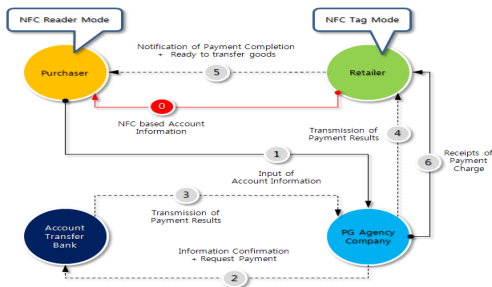 NFC Reader Mode
NFC Tag Mode
Purchaser
Notification of Payment Completion
+ Ready to transfer goods
5
Retailer
0
NFC based Account
Information
Transmission of
Payment Results
4
Receipts of
Payment
Charge
6
1
Input of
Account Information
3
Transmission of
Payment Results
Account
Transfer
Bank
PG Agency
Company
Information Confirmation
+ Request Payment
2